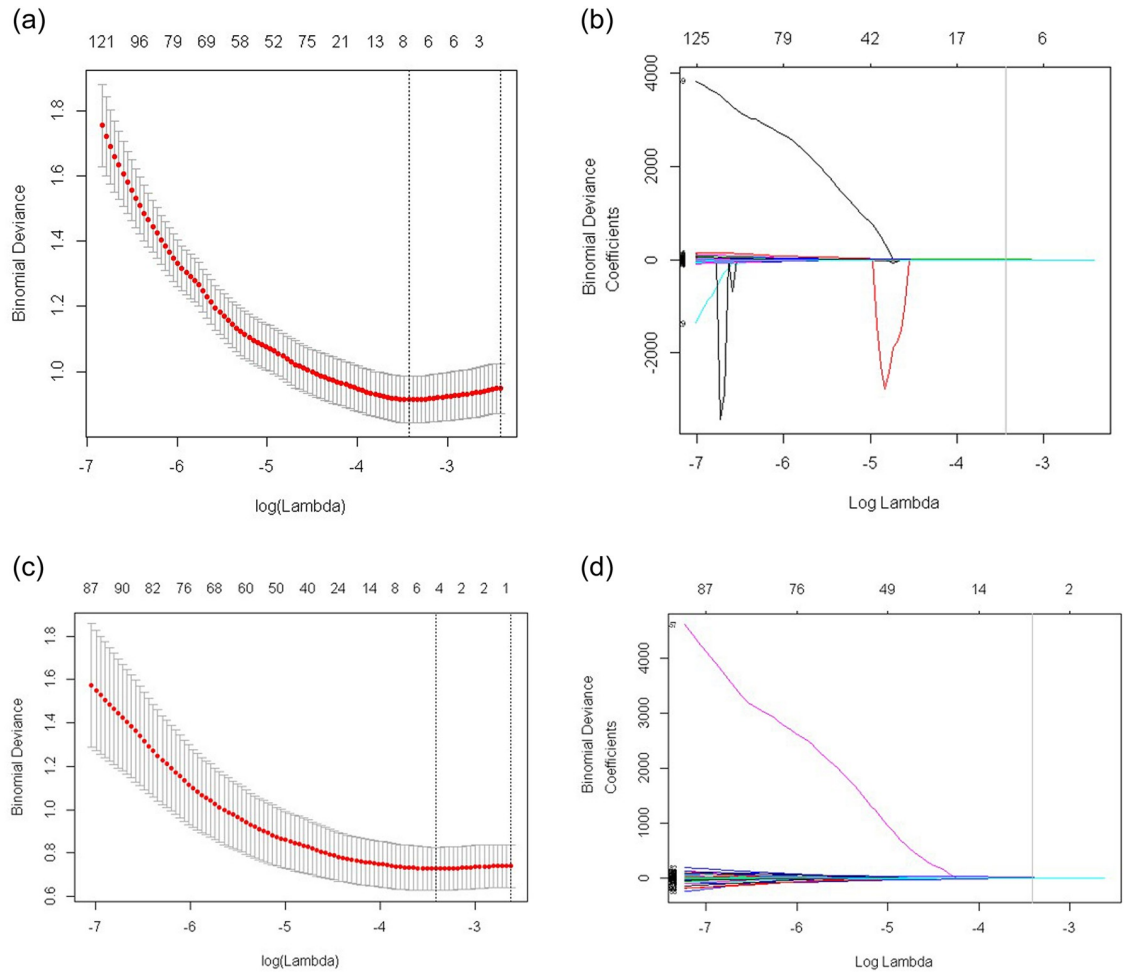 (a)
121 96 79 69 58 52 75 21 13 8 6 6 3
Binomial Deviance
1.8
1.6
1.4
1.2
1.0
-7 -6 -5 -4 -3
log(Lambda)
(b)
125 79 42 17 6
Binomial Deviance
Coefficients
4000
2000
0
-2000
-7 -6 -5 -4 -3
Log Lambda
(c)
87 90 82 76 68 60 50 40 24 14 8 6 4 2 2 1
Binomial Deviance
1.8
1.6
1.4
1.2
1.0
0.8
0.6
-7 -6 -5 -4 -3
log(Lambda)
(d)
87 76 49 14 2
Binomial Deviance
Coefficients
4000
3000
2000
1000
0
-7 -6 -5 -4 -3
Log Lambda